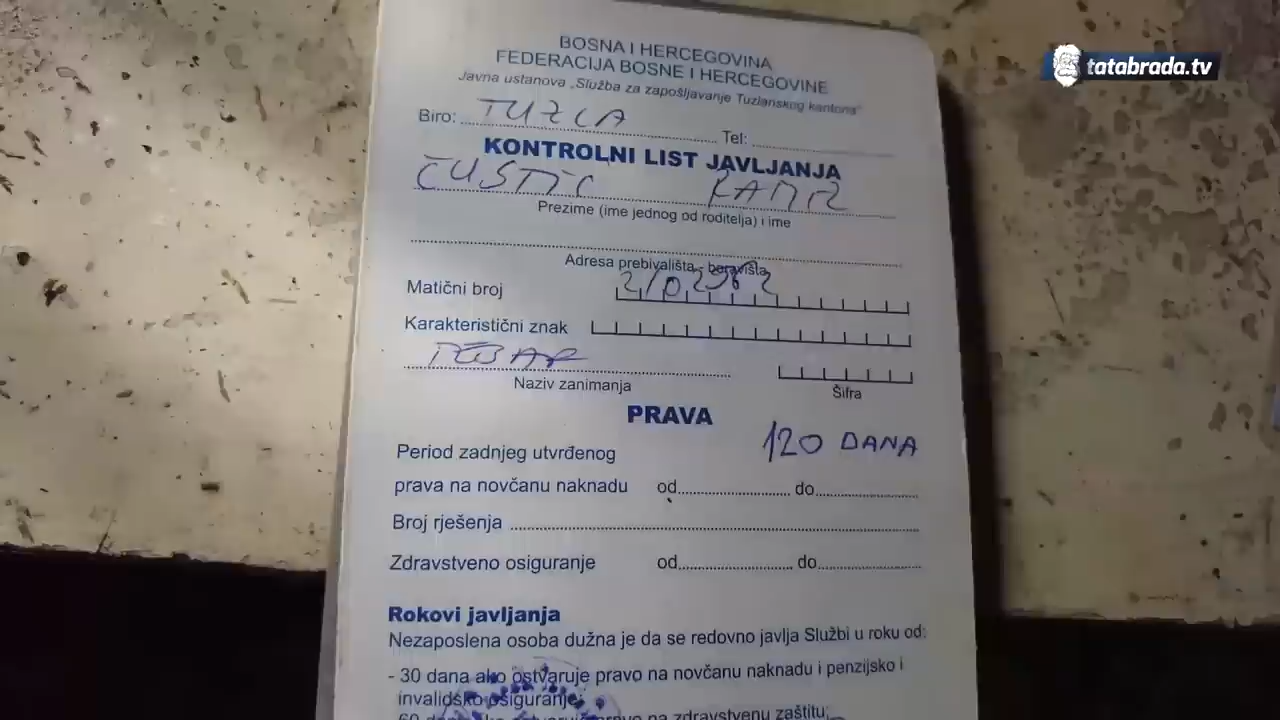 tatabrada.tv
BOSNA I HERCEGOVINA
FEDERACIJA BOSNE I HERCEGOVINE
Javna ustanova „Služba za zapošljavanje Tuzlanskog kantona“
Biro: TUZLA Tel:
KONTROLNI LIST JAVLJANJA
ČUSTIĆ
Prezime (ime jednog od roditelja) i ime
Adresa prebivališta - boravišta
Matični broj
Karakteristični znak
Naziv zanimanja
Šifra
PRAVA
Period zadnjeg utvrđenog 120 DANA
prava na novčanu naknadu od do
Broj rješenja
Zdravstveno osiguranje od do
Rokovi javljanja
Nezaposlena osoba dužna je da se redovno javlja Službi u roku od:
- 30 dana ako ostvaruje pravo na novčanu naknadu i penzijsko i
invalidsko osiguranje;